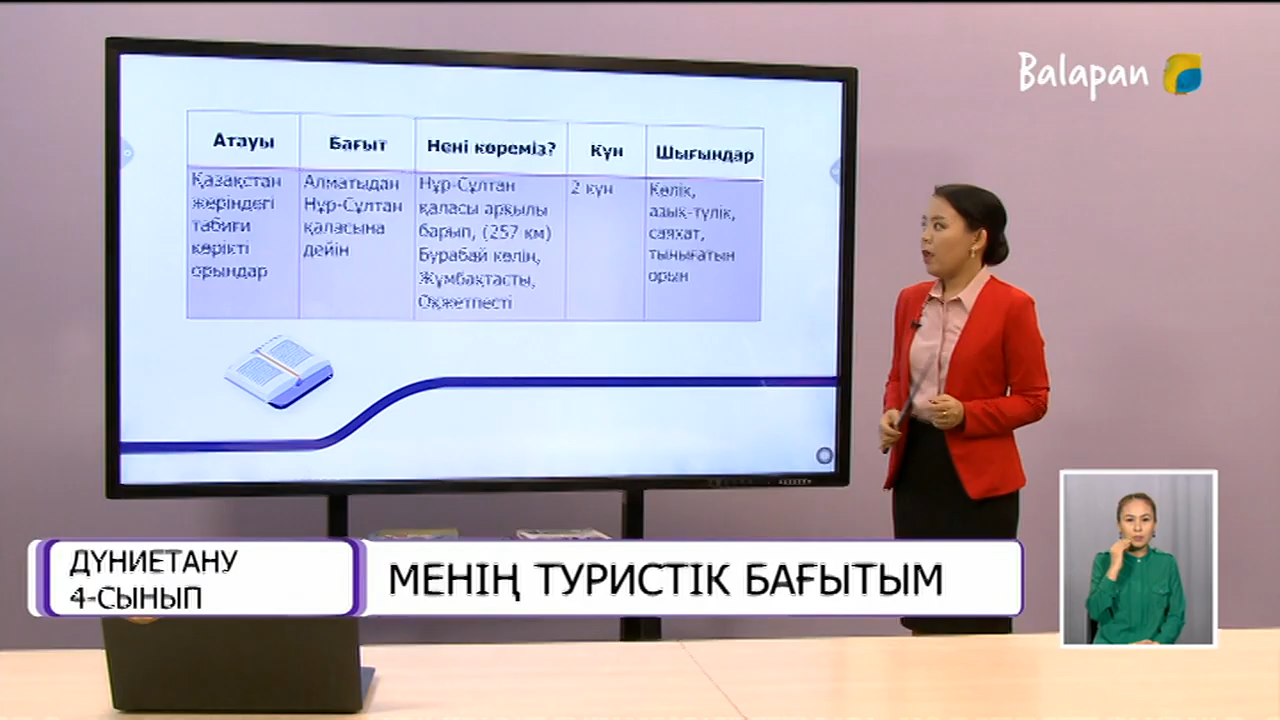 Balapan
Атауы
Бағыт
Нені көреміз?
Күн
Шығындар
Қазақстан
жеріндегі
табиғи
көрікті
орындар
Алматыдан
Нұр-Сұлтан
қаласына
дейін
Нұр-Сұлтан
қаласы арқылы
барып, (257 км)
Бурабай көлін,
Жұмбақтасты,
Оқжетпесті
2 күн
Көлік,
азық-түлік,
саяхат,
тынығатын
орын
ДҮНИЕТАНУ
4-СЫНЫП
МЕНІҢ ТУРИСТІК БАҒЫТЫМ